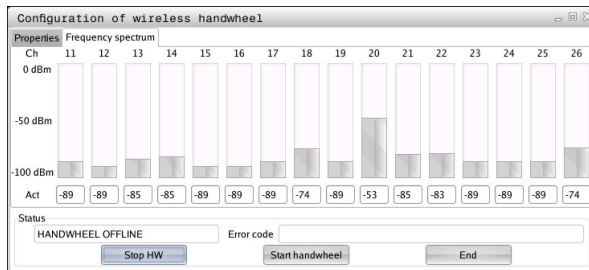 Configuration of wireless handwheel
Properties Frequency spectrum
Ch 11 12 13 14 15 16 17 18 19 20 21 22 23 24 25 26
0 dBm
-50 dBm
-100 dBm
Act -89 -89 -85 -85 -89 -89 -89 -74 -89 -53 -85 -83 -89 -89 -89 -74
Status
HANDWHEEL OFFLINE Error code
Stop HW Start handwheel End